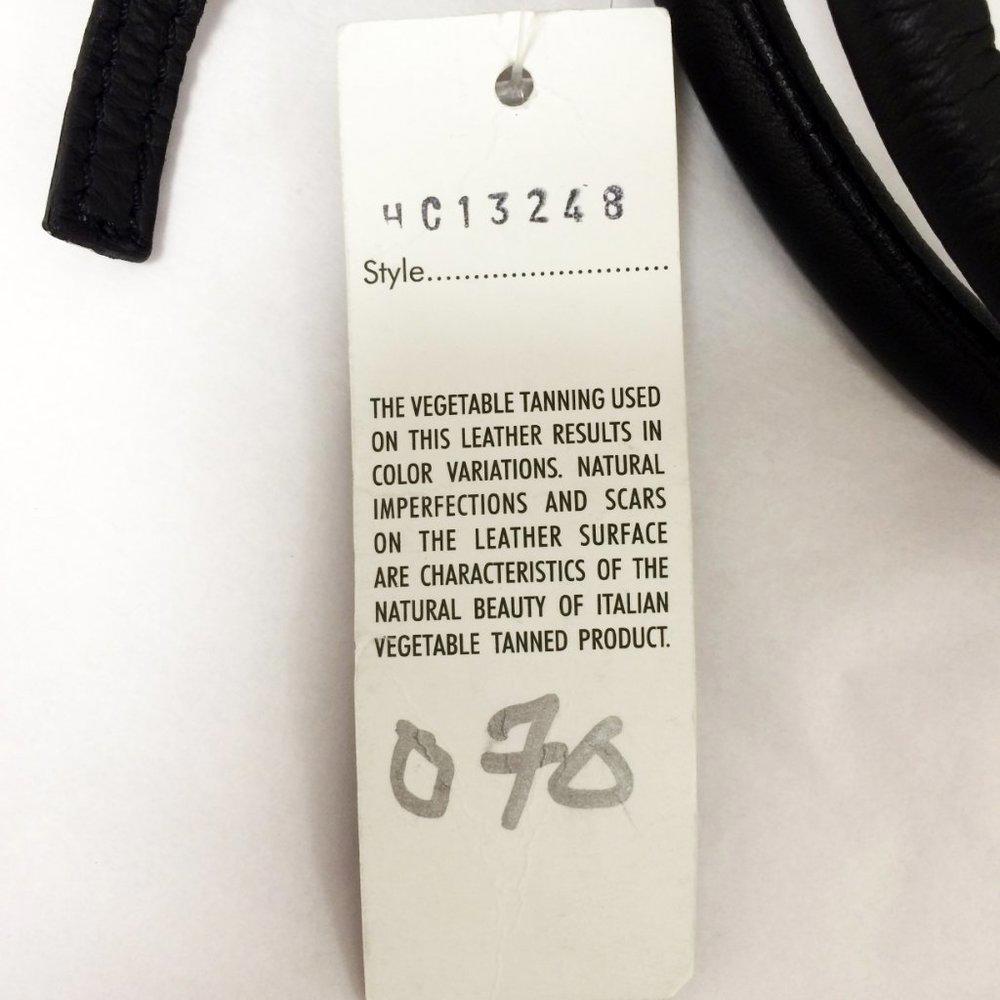 HC13248
Style...........................
THE VEGETABLE TANNING USED
ON THIS LEATHER RESULTS IN
COLOR VARIATIONS. NATURAL
IMPERFECTIONS AND SCARS
ON THE LEATHER SURFACE
ARE CHARACTERISTICS OF THE
NATURAL BEAUTY OF ITALIAN
VEGETABLE TANNED PRODUCT.
070